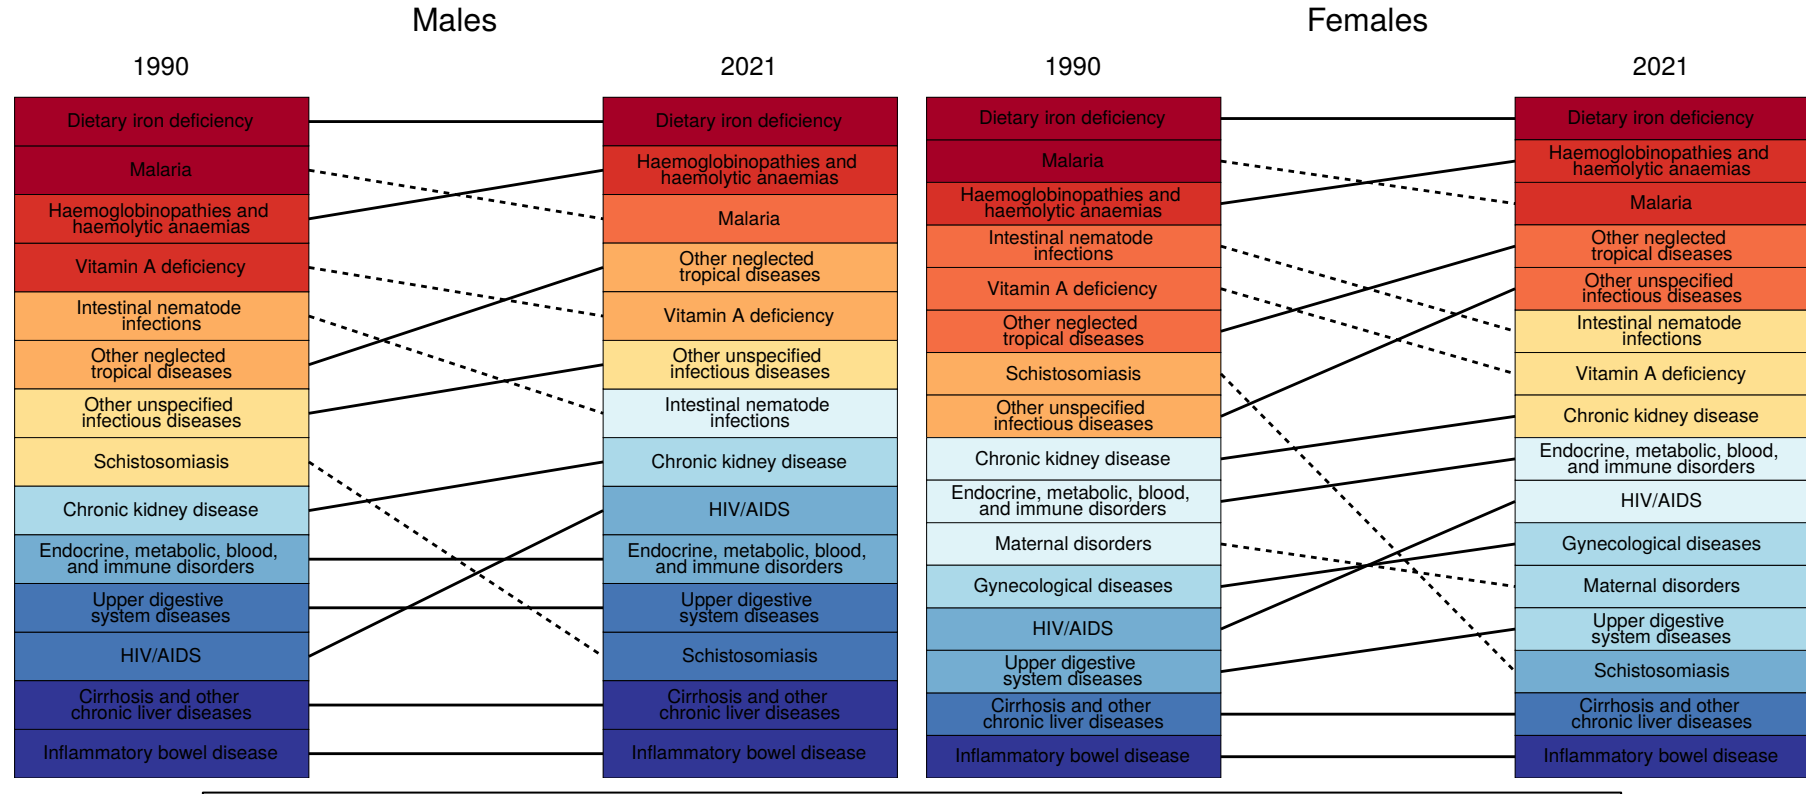 Males
1990
2021
Dietary iron deficiency
Malaria
Haemoglobinopathies and
haemolytic anaemias
Vitamin A deficiency
Intestinal nematode
infections
Other neglected
tropical diseases
Other unspecified
infectious diseases
Schistosomiasis
Chronic kidney disease
Endocrine, metabolic, blood,
and immune disorders
Upper digestive
system diseases
HIV/AIDS
Cirrhosis and other
chronic liver diseases
Inflammatory bowel disease
Dietary iron deficiency
Haemoglobinopathies and
haemolytic anaemias
Malaria
Other neglected
tropical diseases
Vitamin A deficiency
Other unspecified
infectious diseases
Intestinal nematode
infections
Chronic kidney disease
HIV/AIDS
Endocrine, metabolic, blood,
and immune disorders
Upper digestive
system diseases
Schistosomiasis
Cirrhosis and other
chronic liver diseases
Inflammatory bowel disease
Females
1990
2021
Dietary iron deficiency
Malaria
Haemoglobinopathies and
haemolytic anaemias
Intestinal nematode
infections
Vitamin A deficiency
Other neglected
tropical diseases
Schistosomiasis
Other unspecified
infectious diseases
Chronic kidney disease
Endocrine, metabolic, blood,
and immune disorders
Maternal disorders
Gynecological diseases
HIV/AIDS
Upper digestive
system diseases
Cirrhosis and other
chronic liver diseases
Inflammatory bowel disease
Dietary iron deficiency
Haemoglobinopathies and
haemolytic anaemias
Malaria
Other neglected
tropical diseases
Other unspecified
infectious diseases
Intestinal nematode
infections
Vitamin A deficiency
Chronic kidney disease
Endocrine, metabolic, blood,
and immune disorders
HIV/AIDS
Gynecological diseases
Maternal disorders
Upper digestive
system diseases
Schistosomiasis
Cirrhosis and other
chronic liver diseases
Inflammatory bowel disease